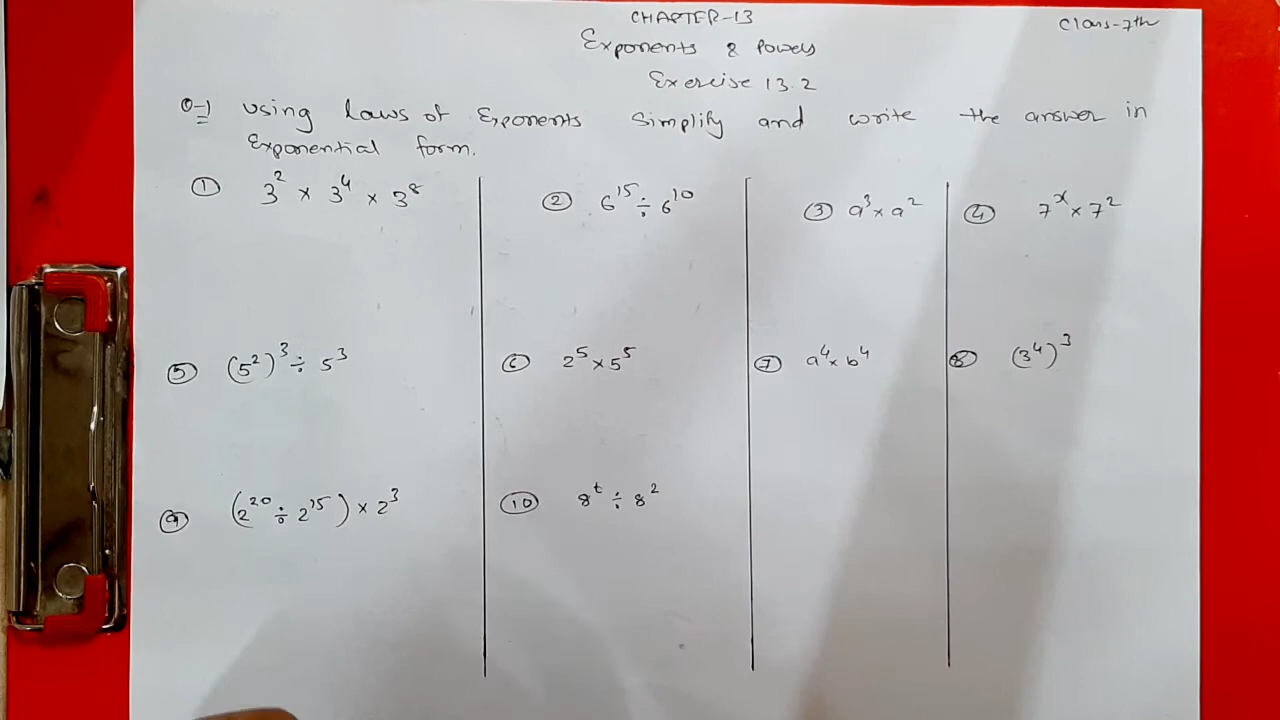 CHAPTER-13
Class-7th
Exponents & Powers
Exercise 13.2
Q-1 Using laws of Exponents simplify and write the answer in
Exponential form.
① 3² × 3⁴ × 3⁸
② 6¹⁵ ÷ 6¹⁰
③ a³ × a²
④ 7ˣ × 7²
⑤ (5²)³ ÷ 5³
⑥ 2⁵ × 5⁵
⑦ a⁴ × b⁴
⑧ (3⁴)³
⑨ (2²⁰ ÷ 2¹⁵) × 2³
⑩ 8ᵗ ÷ 8²